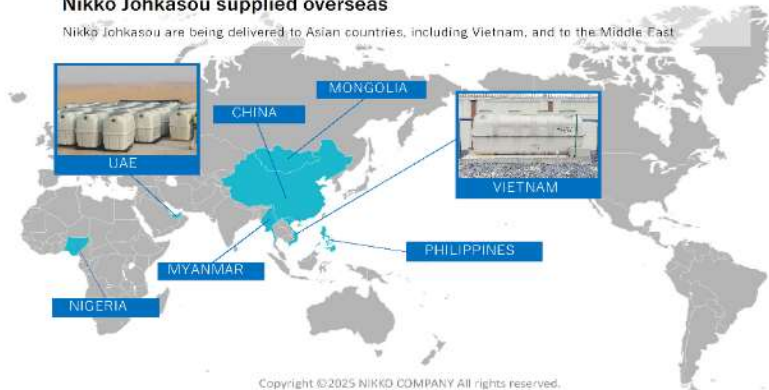 Nikko Johkasou supplied overseas
Nikko Johkasou are being delivered to Asian countries, including Vietnam, and to the Middle East
MONGOLIA
CHINA
UAE
VIETNAM
PHILIPPINES
MYANMAR
NIGERIA
Copyright ©2025 NIKKO COMPANY All rights reserved.